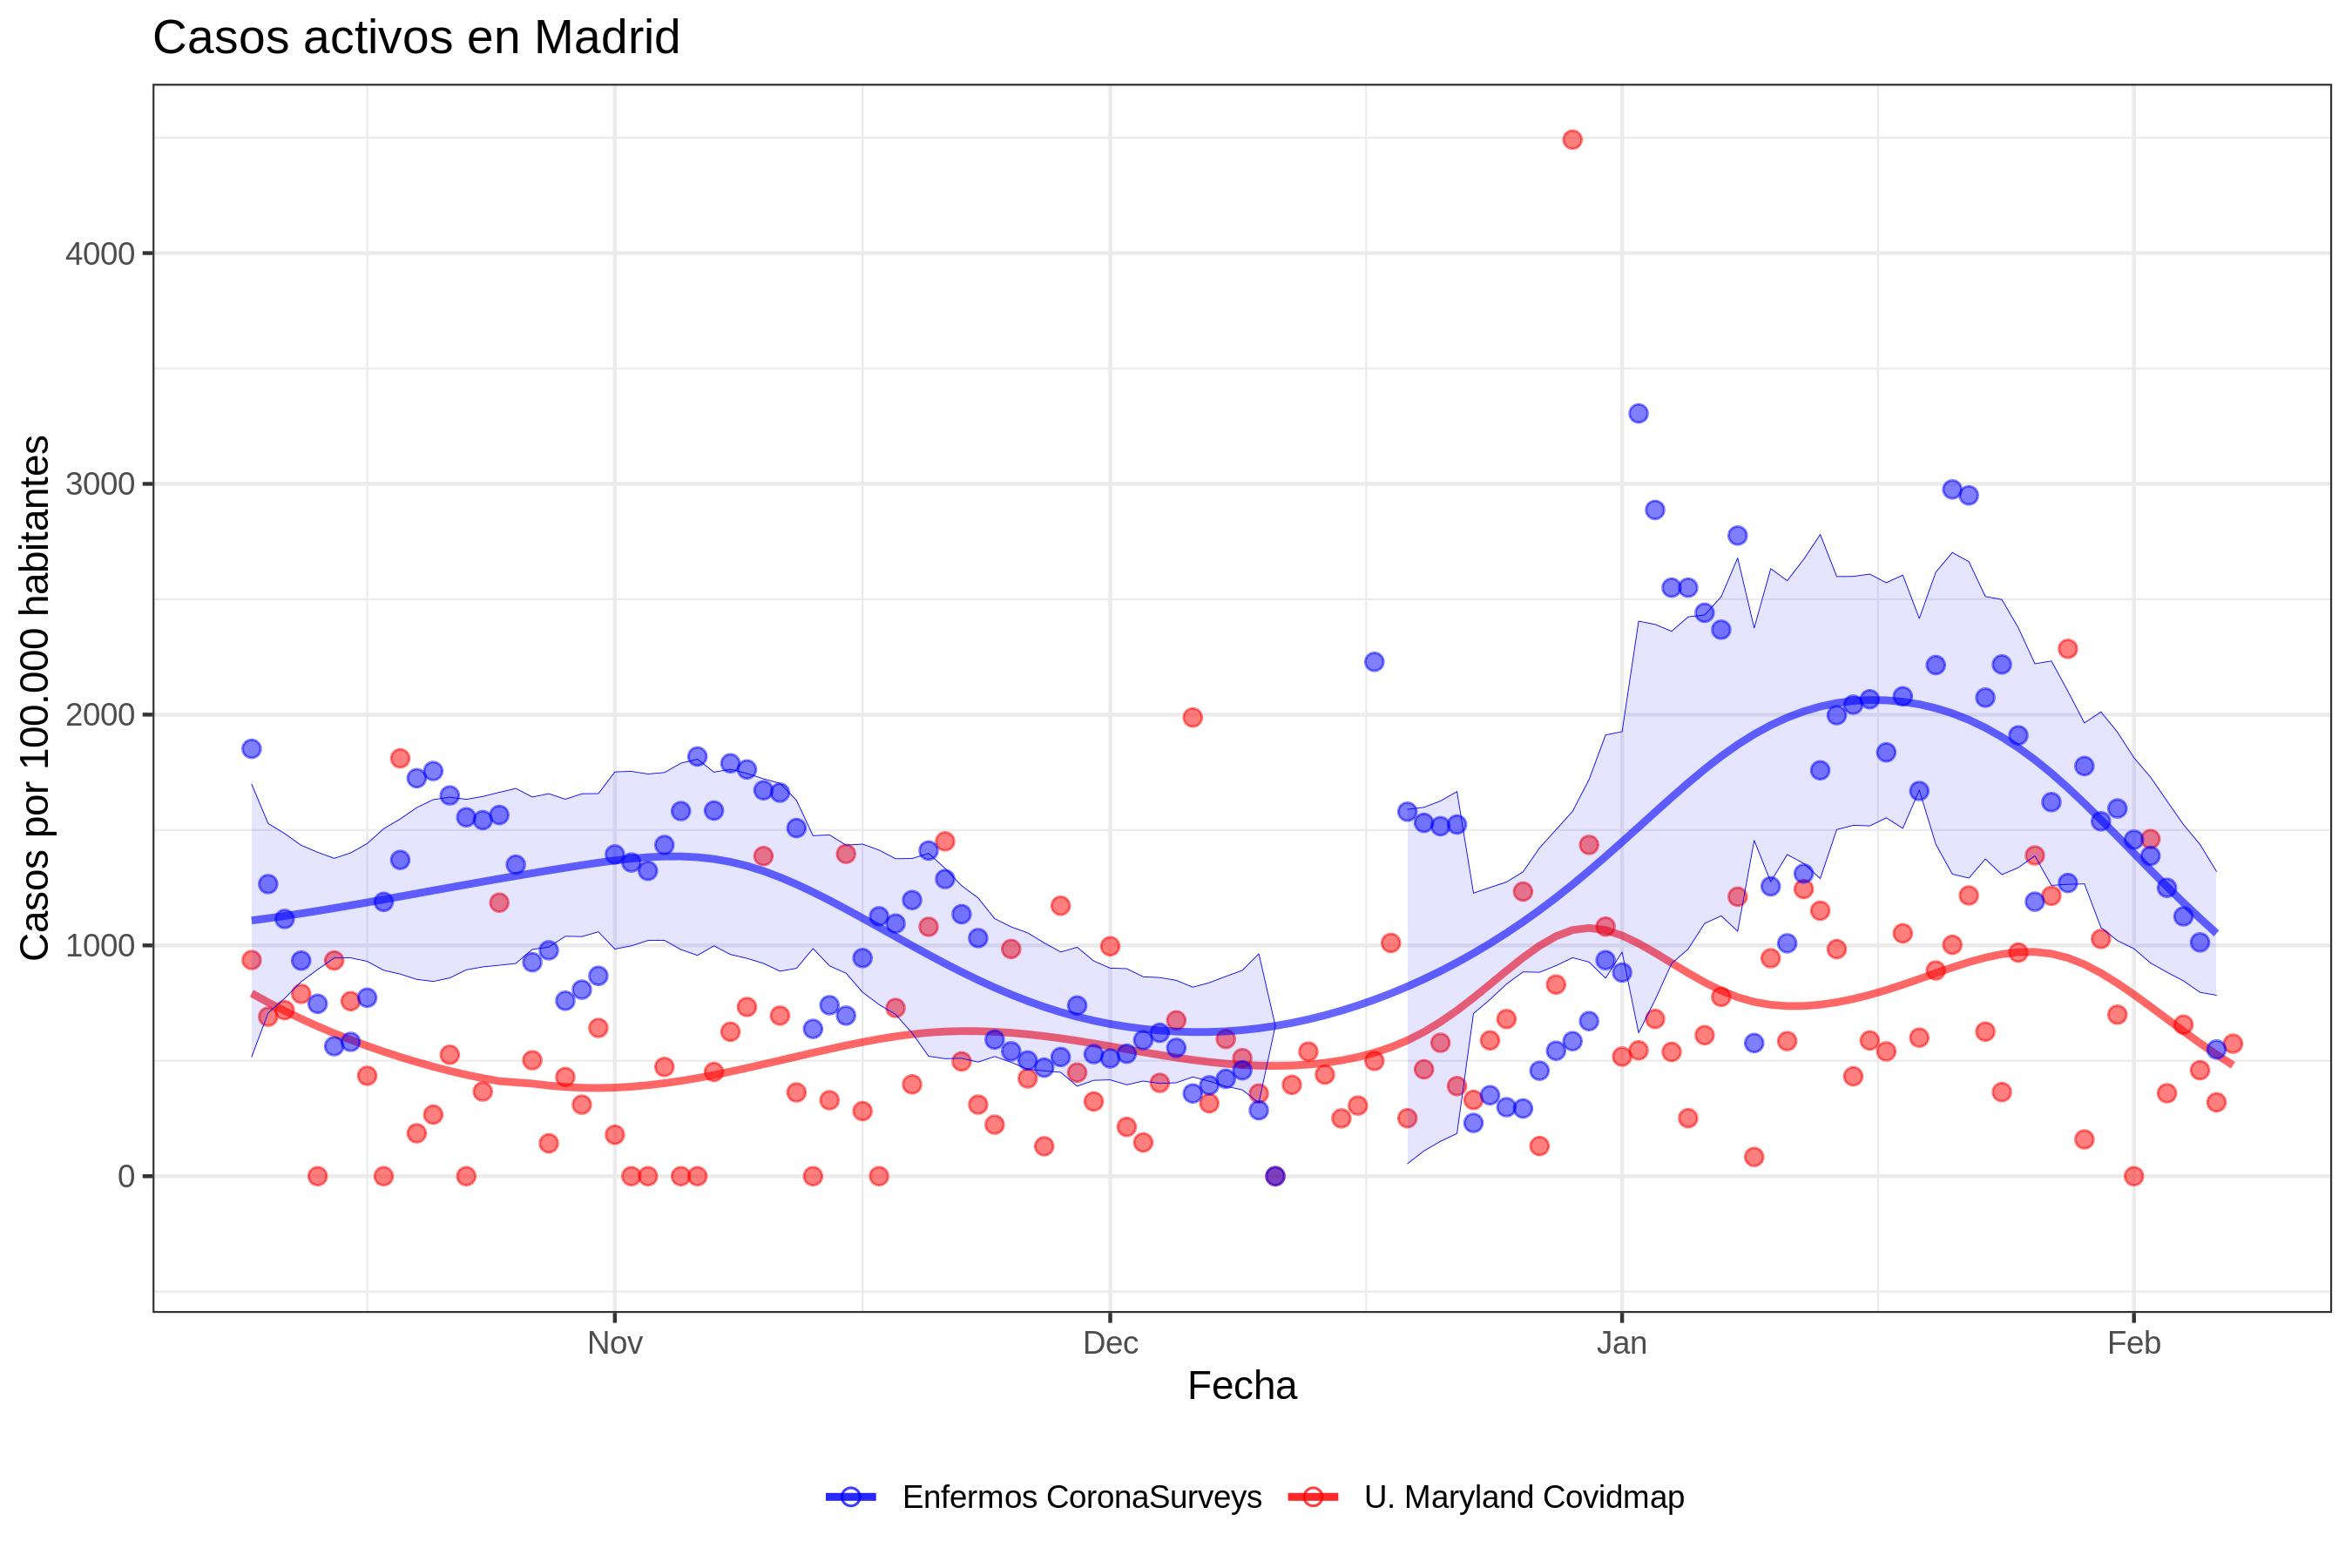 Casos activos en Madrid
Casos por 100.000 habitantes
4000
3000
2000
1000
0
Nov
Dec
Jan
Feb
Fecha
Enfermos CoronaSurveys
U. Maryland Covidmap